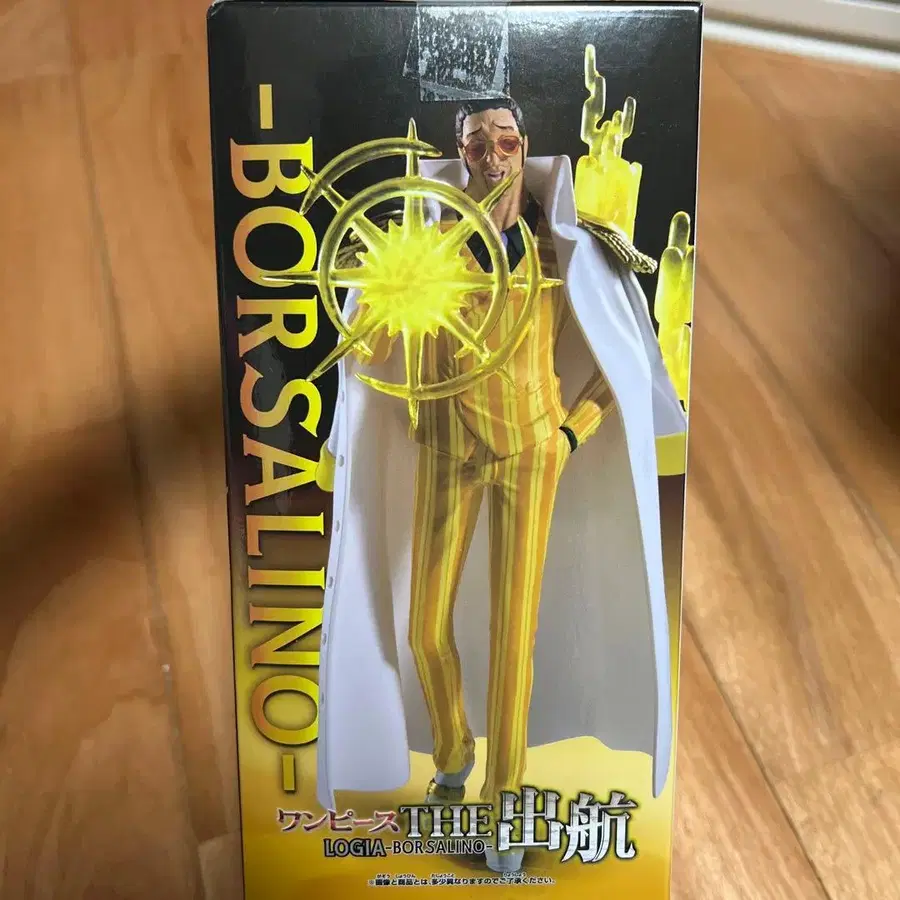 -BORSALINO-
ワンピース THE 出航
LOGIA-BORSALINO-
※画像と商品とは、多少異なりますのでご了承ください。